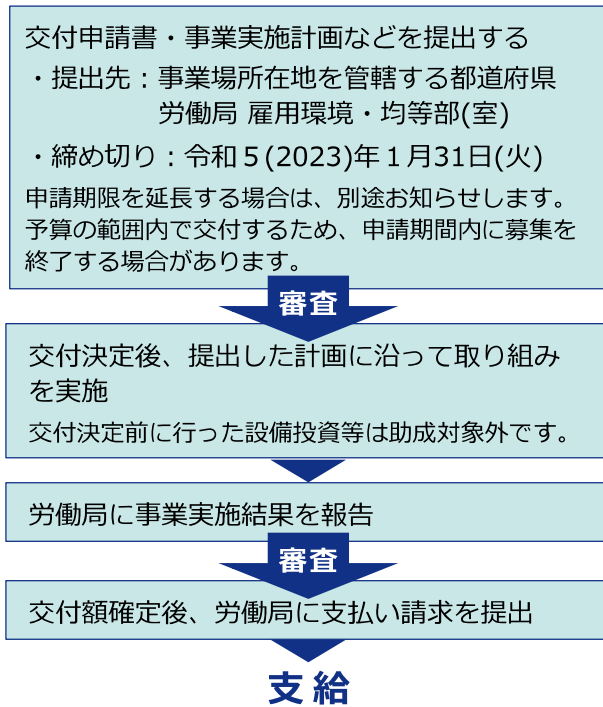 交付申請書・事業実施計画などを提出する
・提出先：事業場所在地を管轄する都道府県
労働局 雇用環境・均等部(室)
・締め切り：令和５(2023)年１月31日(火)
申請期限を延長する場合は、別途お知らせします。
予算の範囲内で交付するため、申請期間内に募集を
終了する場合があります。
審査
交付決定後、提出した計画に沿って取り組み
を実施
交付決定前に行った設備投資等は助成対象外です。
労働局に事業実施結果を報告
審査
交付額確定後、労働局に支払い請求を提出
支給